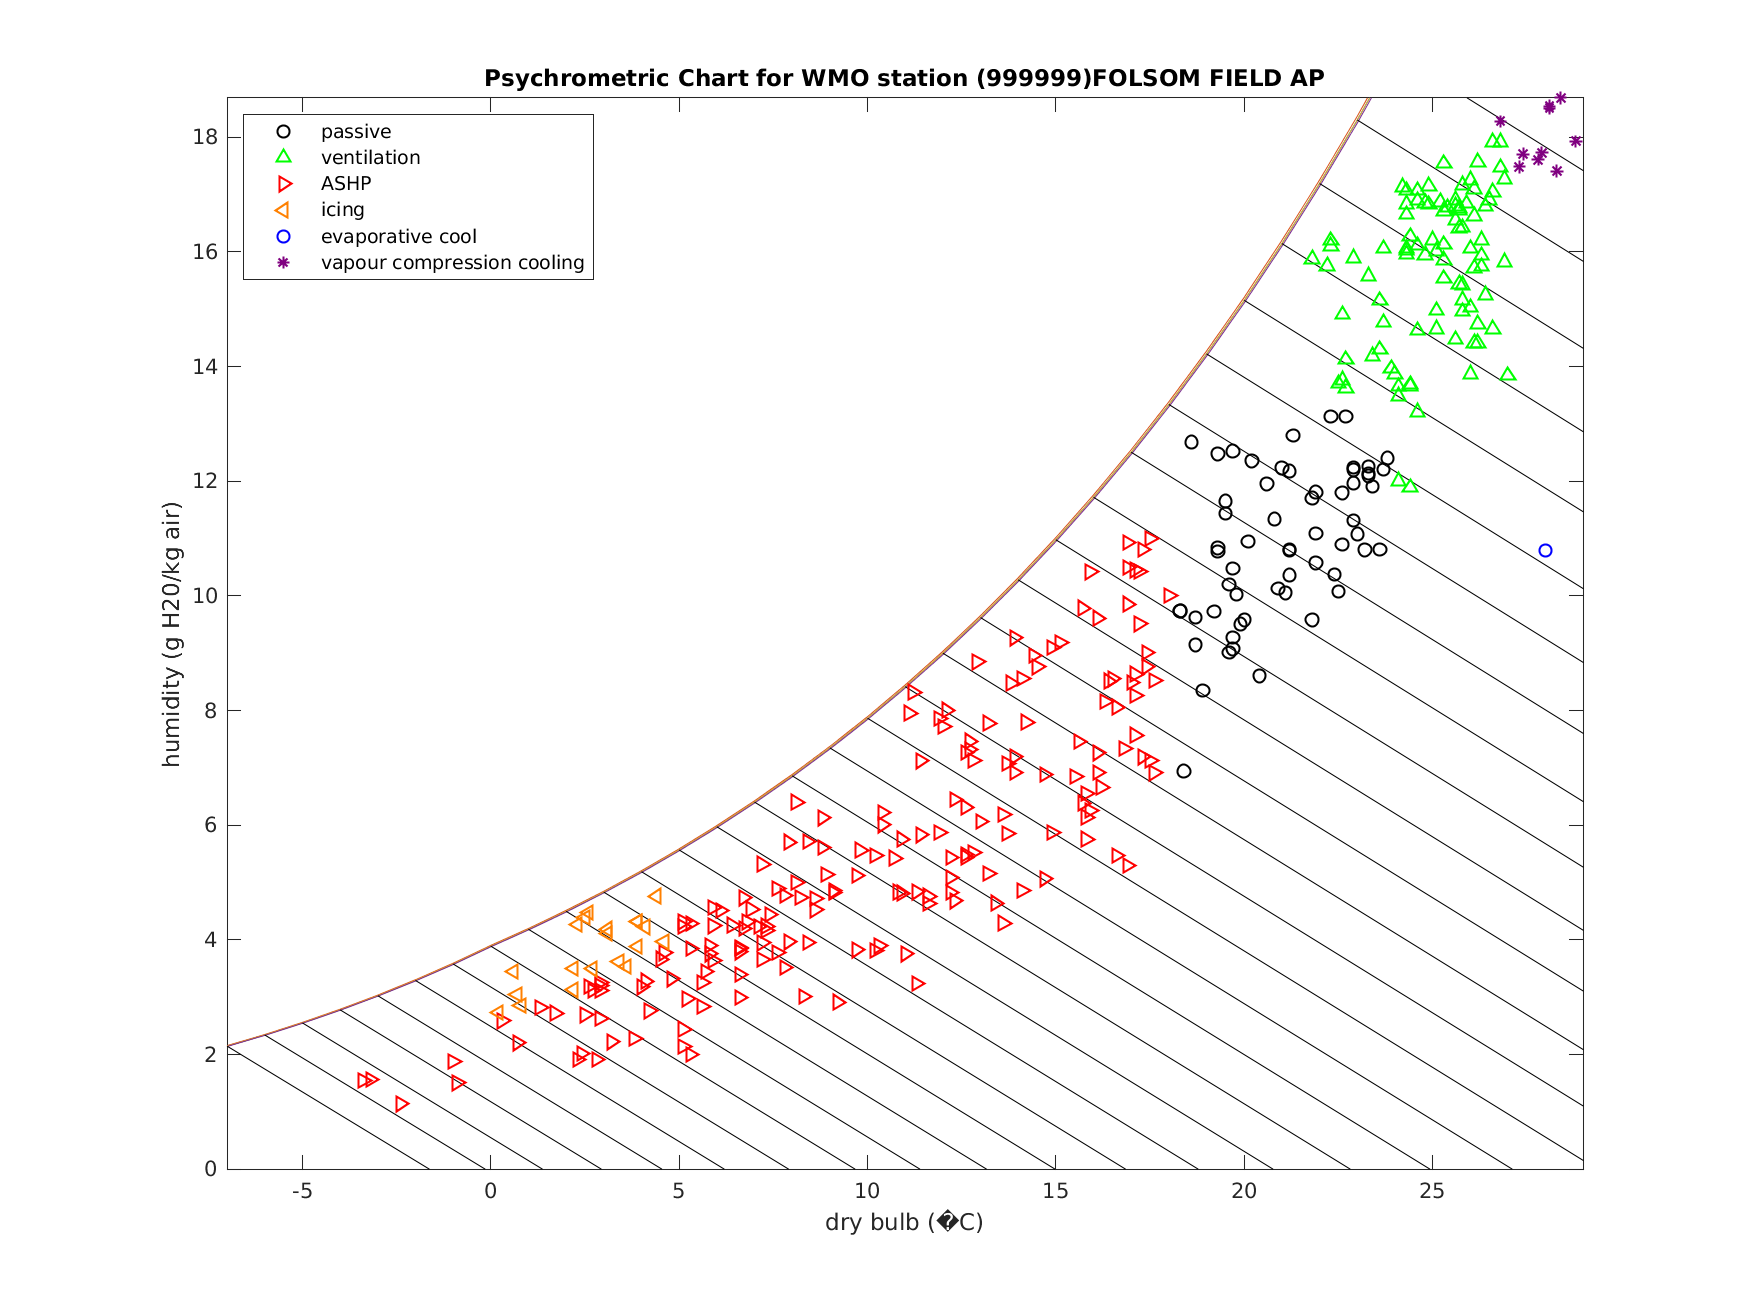 Psychrometric Chart for WMO station (999999)FOLSOM FIELD AP
passive
ventilation
ASHP
icing
evaporative cool
vapour compression cooling
18
16
14
12
10
8
6
4
2
0
humidity (g H20/kg air)
-5
0
5
10
15
20
25
dry bulb (�C)